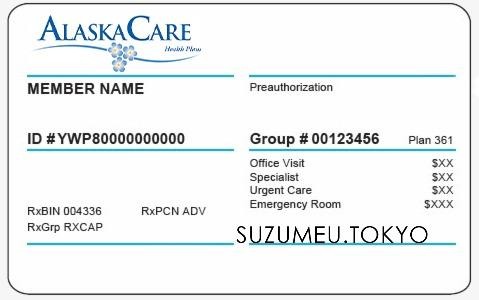 ALASKACARE
Health Plans
MEMBER NAME
Preauthorization
ID # YWP80000000000
Group # 00123456 Plan 361
Office Visit $XX
Specialist $XX
Urgent Care $XX
Emergency Room $XXX
RxBIN 004336 RxPCN ADV
RxGrp RXCAP
SUZUMEU.TOKYO